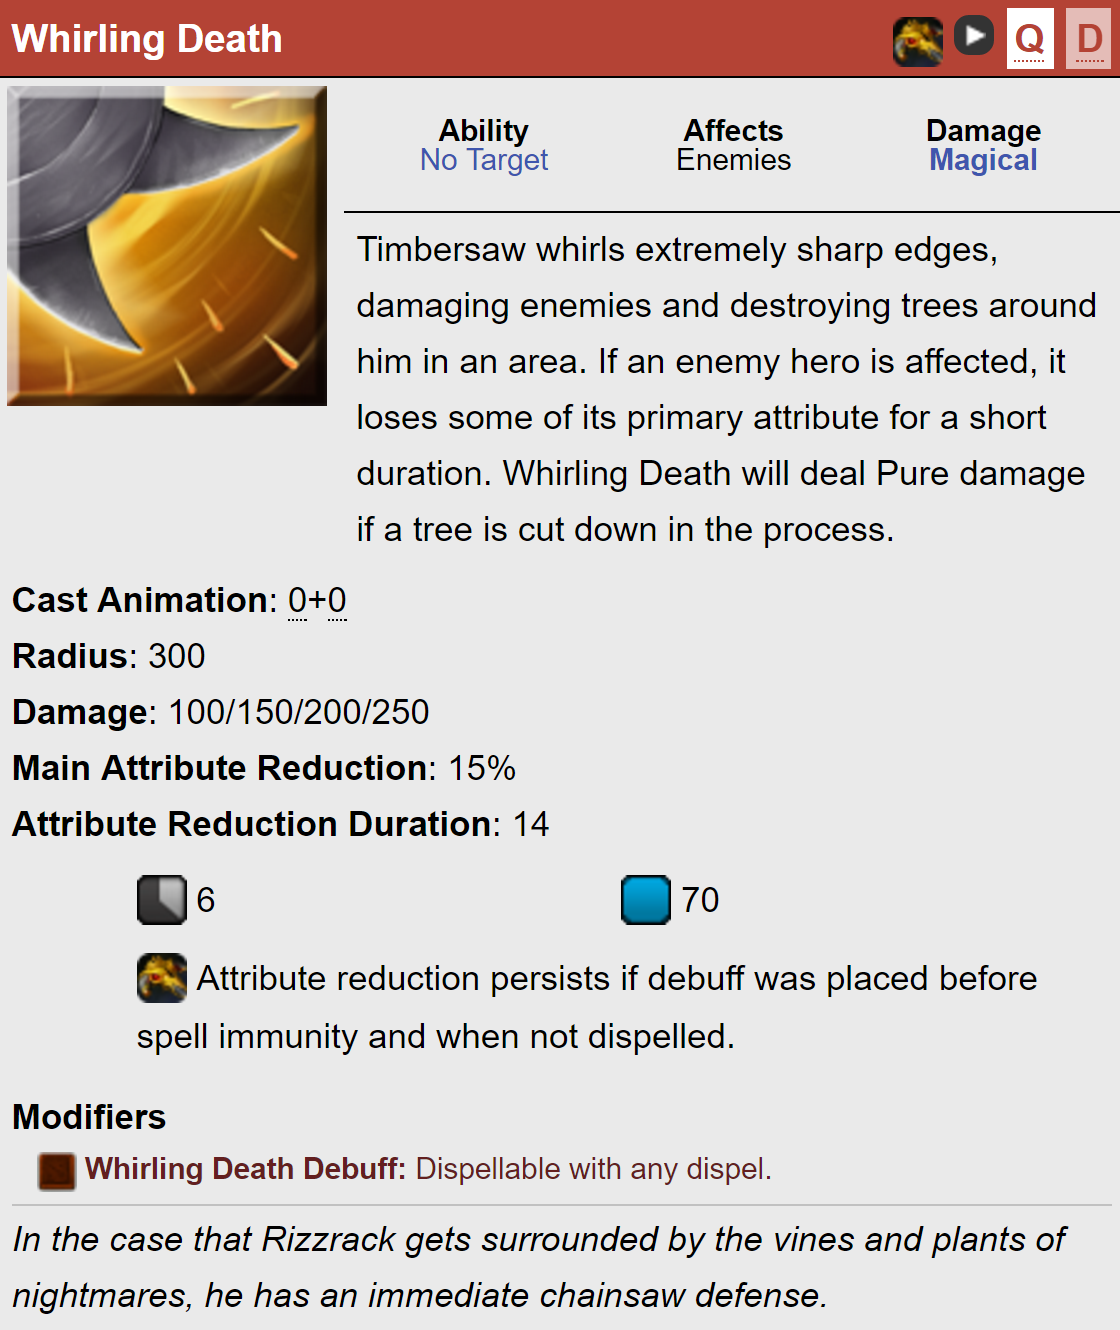 Whirling Death Q D
Ability Affects Damage
No Target Enemies Magical
Timbersaw whirls extremely sharp edges,
damaging enemies and destroying trees around
him in an area. If an enemy hero is affected, it
loses some of its primary attribute for a short
duration. Whirling Death will deal Pure damage
if a tree is cut down in the process.
Cast Animation: 0+0
Radius: 300
Damage: 100/150/200/250
Main Attribute Reduction: 15%
Attribute Reduction Duration: 14
6 70
Attribute reduction persists if debuff was placed before
spell immunity and when not dispelled.
Modifiers
Whirling Death Debuff: Dispellable with any dispel.
In the case that Rizzrack gets surrounded by the vines and plants of
nightmares, he has an immediate chainsaw defense.